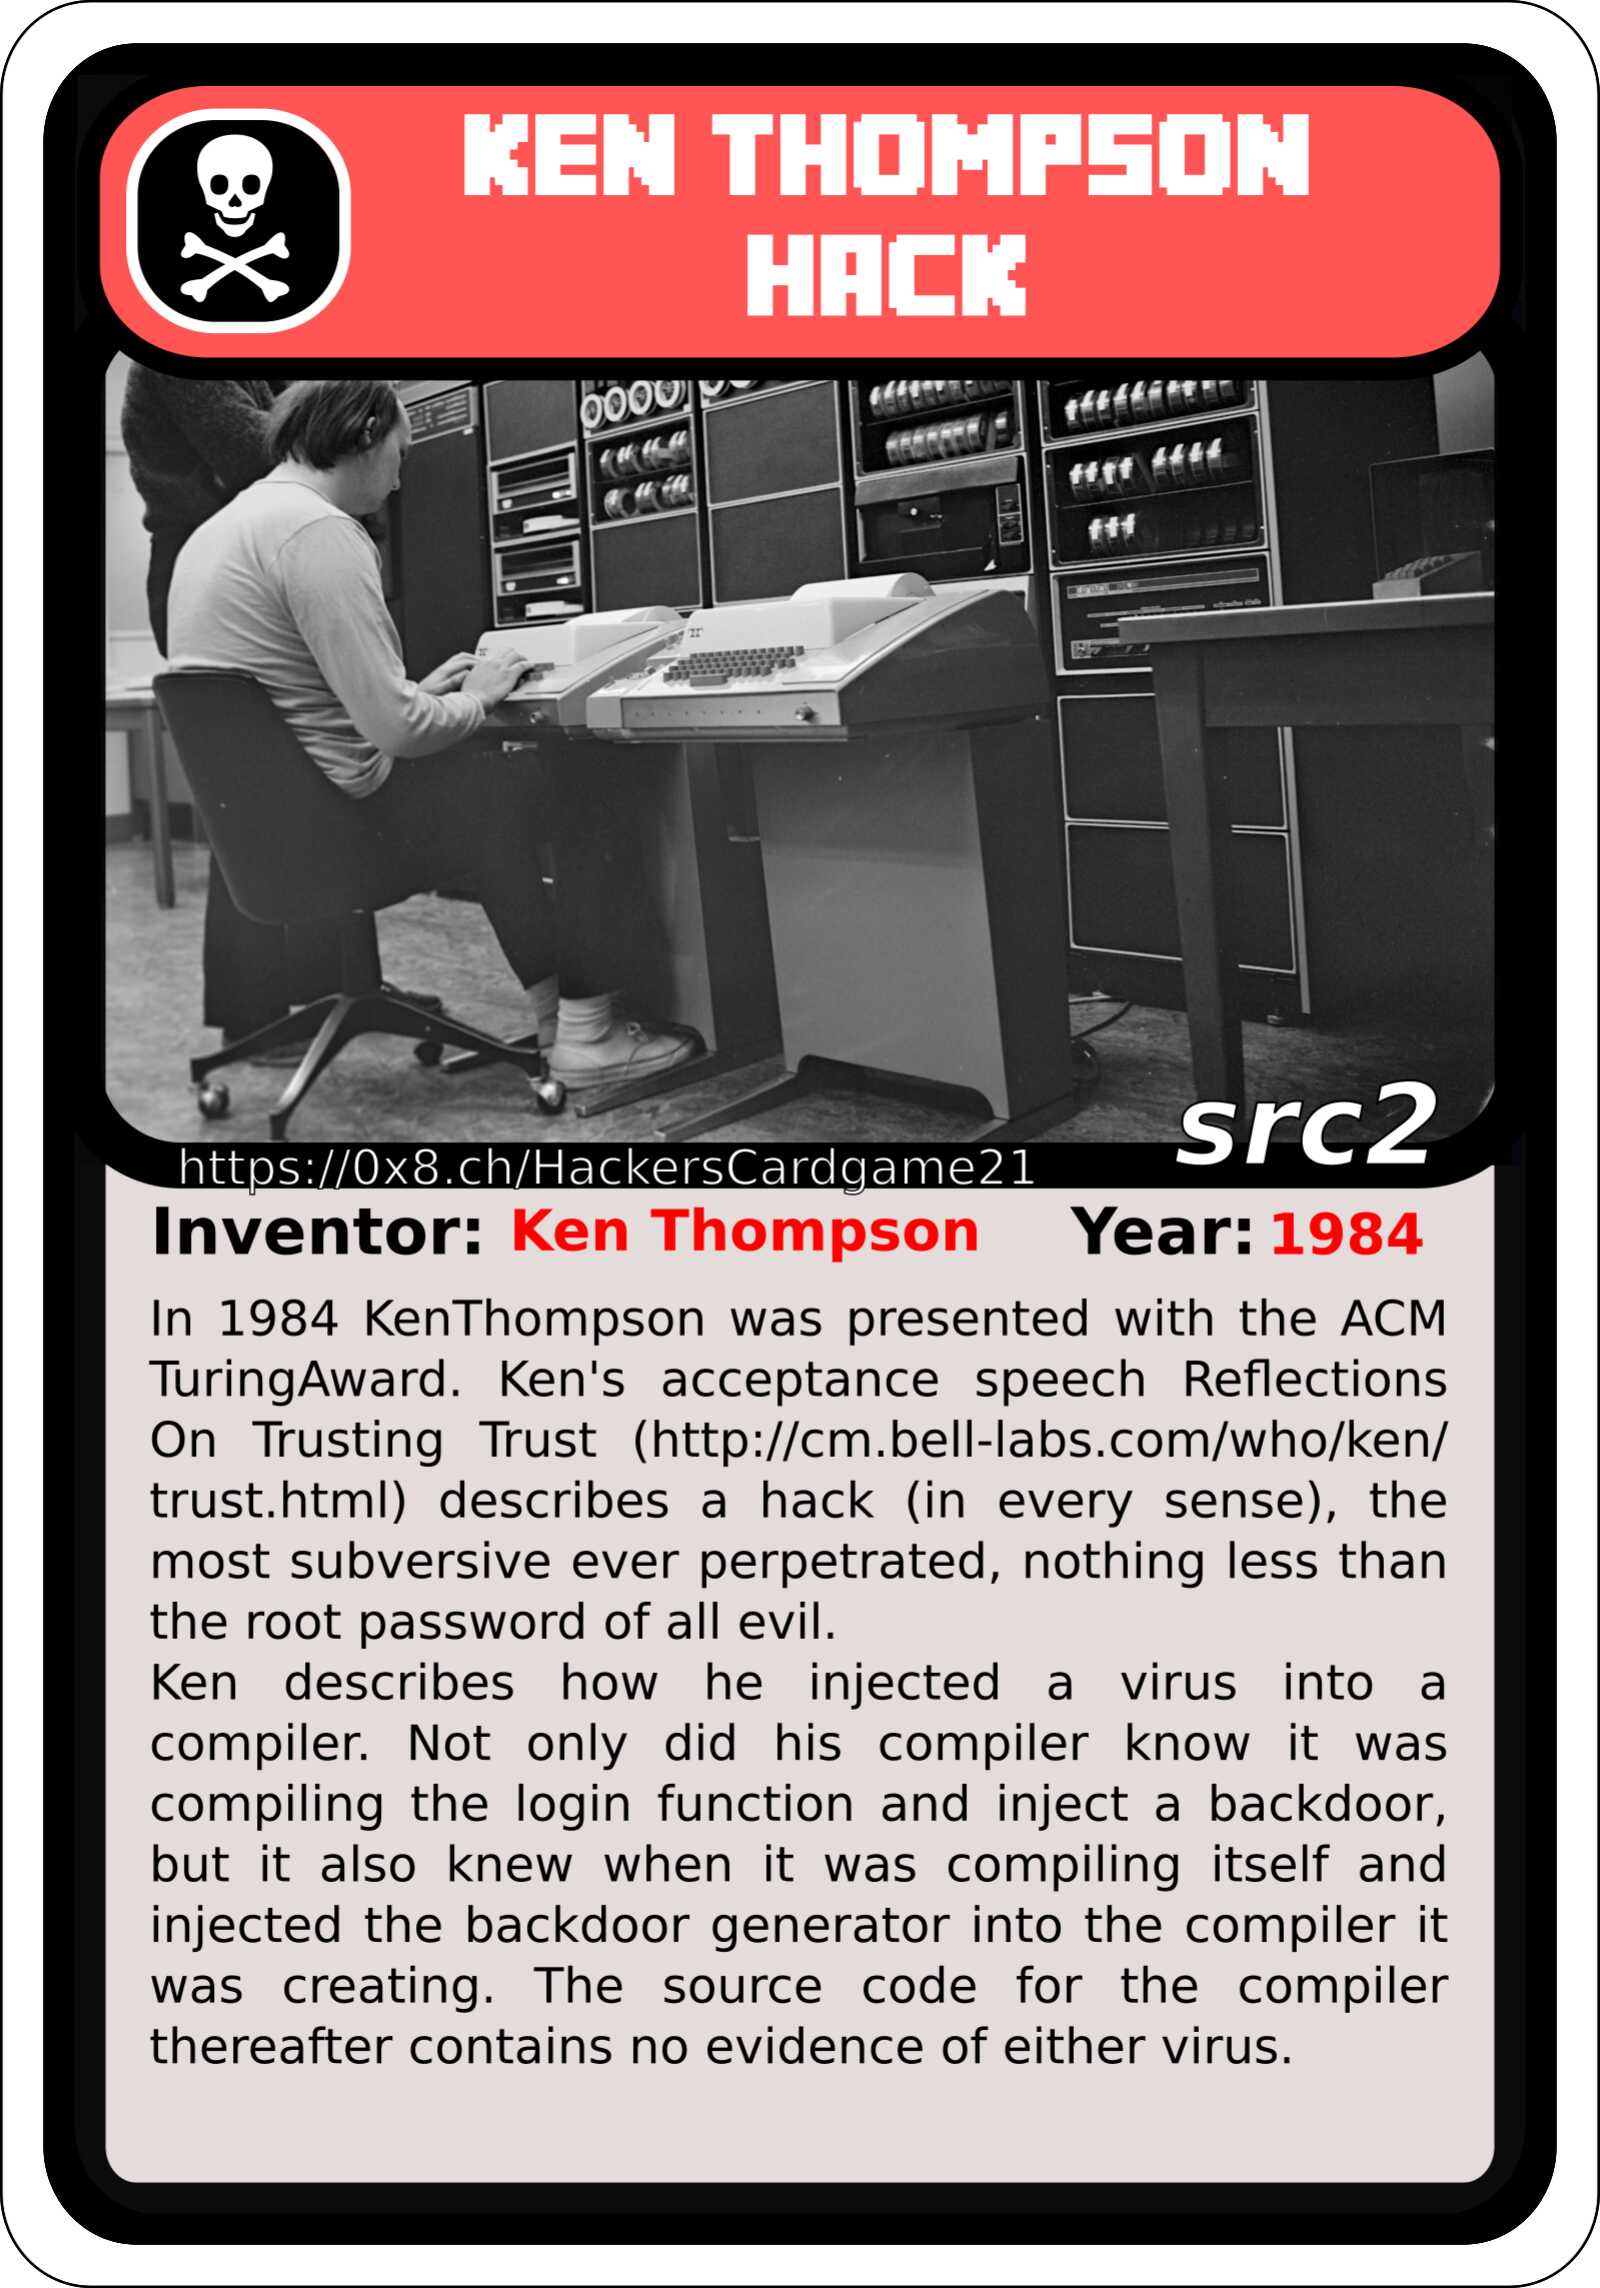 KEN THOMPSON
HACK
src2
https://0x8.ch/HackersCardgame21
Inventor: Ken Thompson Year: 1984
In 1984 KenThompson was presented with the ACM
TuringAward. Ken's acceptance speech Reflections
On Trusting Trust (http://cm.bell-labs.com/who/ken/
trust.html) describes a hack (in every sense), the
most subversive ever perpetrated, nothing less than
the root password of all evil.
Ken describes how he injected a virus into a
compiler. Not only did his compiler know it was
compiling the login function and inject a backdoor,
but it also knew when it was compiling itself and
injected the backdoor generator into the compiler it
was creating. The source code for the compiler
thereafter contains no evidence of either virus.